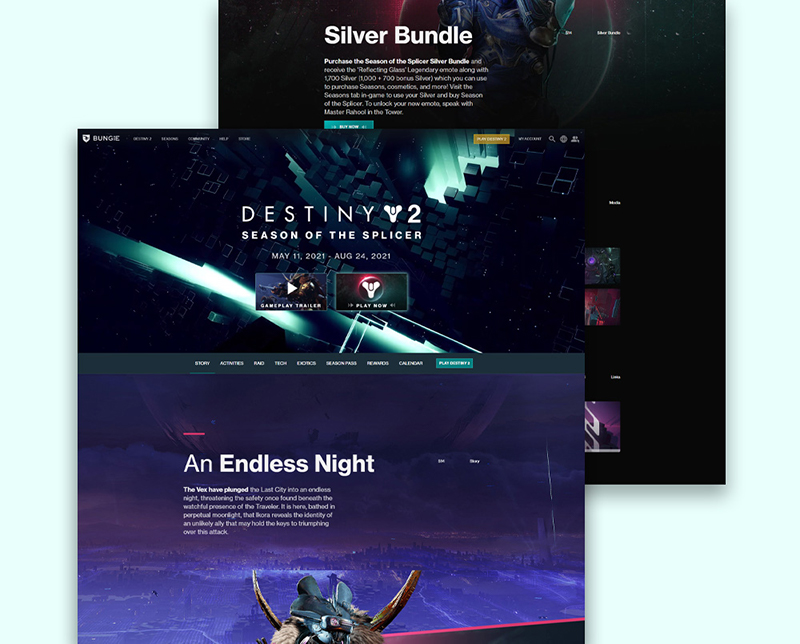 Silver Bundle
Silver Bundle
Purchase the Season of the Splicer Silver Bundle and
receive the 'Reflecting Glass' Legendary emote along with
1,700 Silver (1,000 + 700 bonus Silver) which you can use
to purchase Seasons, cosmetics, and more! Visit the
Seasons tab in-game to use your Silver and buy Season
of the Splicer. To unlock your new emote, speak with
Master Rahool in the Tower.
BUY NOW
BUNGIE DESTINY 2 SEASONS COMMUNITY HELP STORE PLAY DESTINY 2 MY ACCOUNT
DESTINY 2
SEASON OF THE SPLICER
MAY 11, 2021 - AUG 24, 2021
GAMEPLAY TRAILER PLAY NOW
Media
STORY ACTIVITIES RAID TECH EXOTICS SEASON PASS REWARDS CALENDAR PLAY DESTINY 2
An Endless Night
Story
The Vex have plunged the Last City into an endless
night, threatening the safety once found beneath the
watchful presence of the Traveler. It is here, bathed in
perpetual moonlight, that Ikora reveals the identity of
an unlikely ally that may hold the keys to triumphing
over this attack.